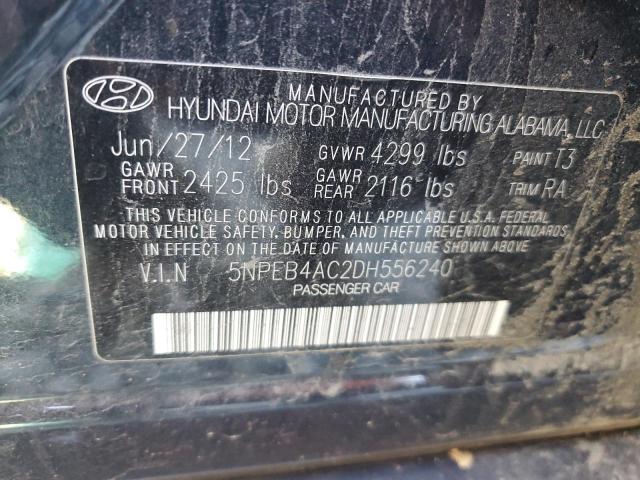 MANUFACTURED BY
HYUNDAI MOTOR MANUFACTURING ALABAMA, LLC
Jun/27/12 GVWR 4299 lbs PAINT T3
GAWR FRONT 2425 lbs GAWR REAR 2116 lbs TRIM RA
THIS VEHICLE CONFORMS TO ALL APPLICABLE U.S.A. FEDERAL
MOTOR VEHICLE SAFETY, BUMPER, AND THEFT PREVENTION STANDARDS
IN EFFECT ON THE DATE OF MANUFACTURE SHOWN ABOVE.
V.I.N 5NPEB4AC2DH556240
PASSENGER CAR